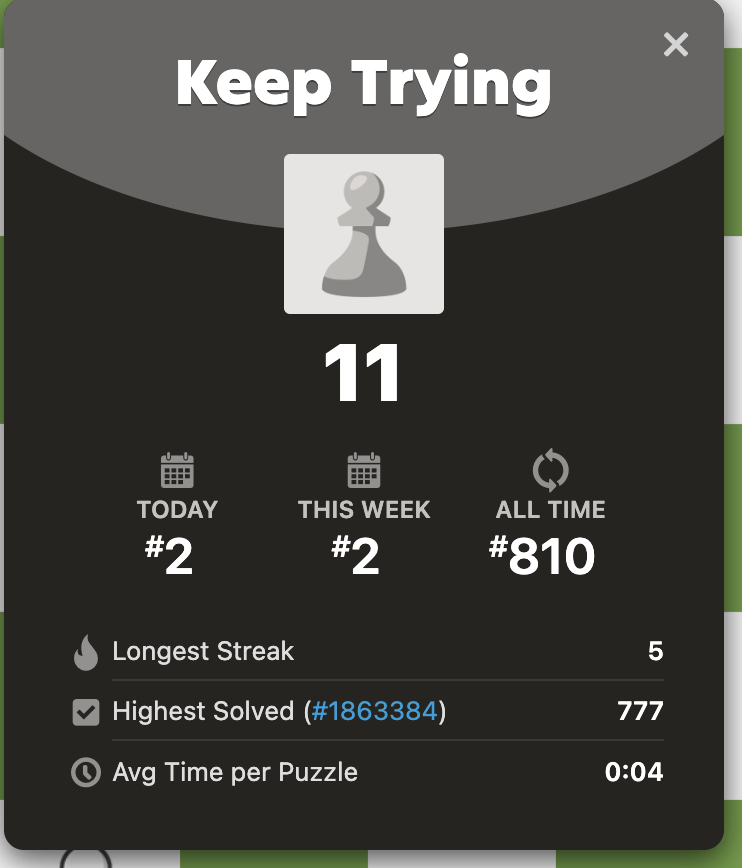 Keep Trying
11
TODAY THIS WEEK ALL TIME
#2 #2 #810
Longest Streak 5
Highest Solved (#1863384) 777
Avg Time per Puzzle 0:04